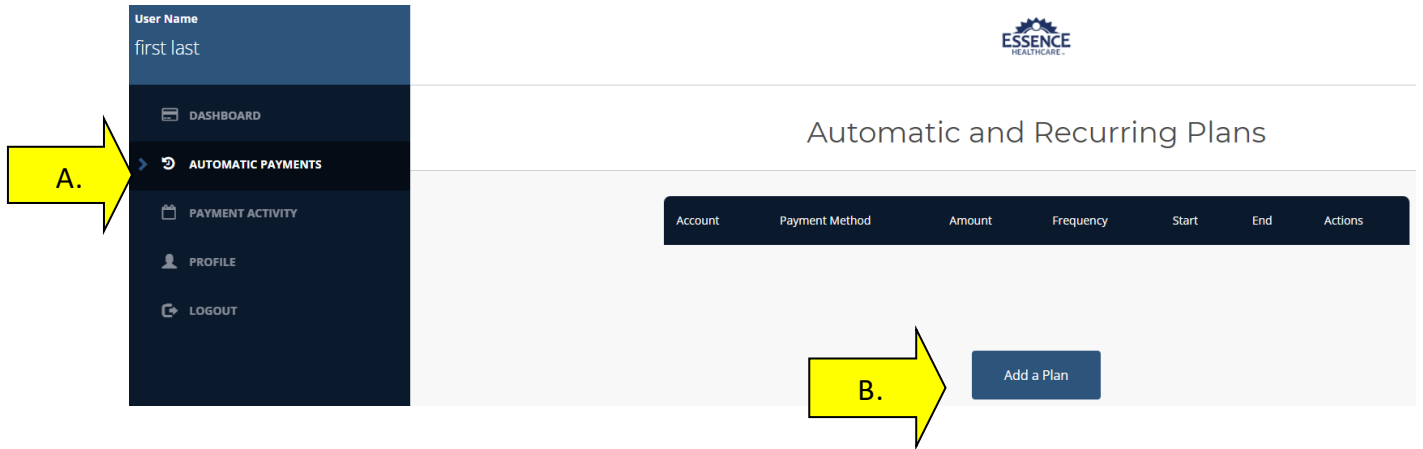 User Name
first last
ESSENCE
HEALTHCARE
DASHBOARD
Automatic and Recurring Plans
A.
AUTOMATIC PAYMENTS
PAYMENT ACTIVITY
Account Payment Method Amount Frequency Start End Actions
PROFILE
LOGOUT
B.
Add a Plan